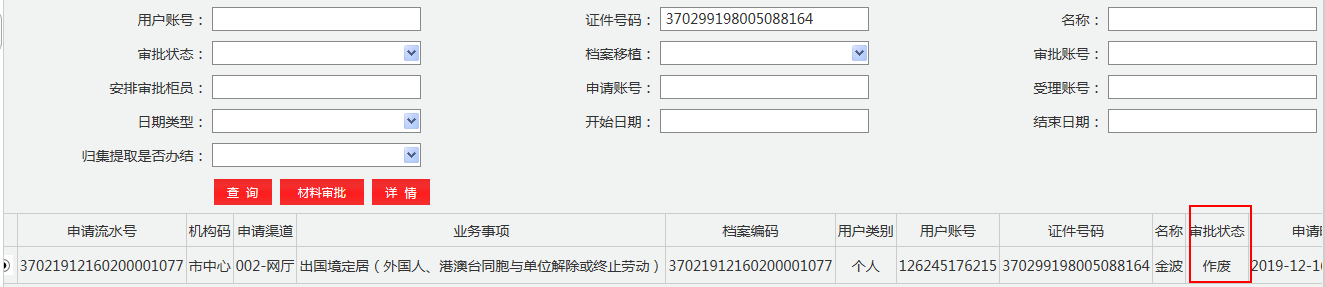 用户账号： 证件号码： 370299198005088164 名称：
审批状态： 档案移植： 审批账号：
安排审批柜员： 申请账号： 受理账号：
日期类型： 开始日期： 结束日期：
归集提取是否办结：
查 询 材料审批 详 情
申请流水号 机构码 申请渠道 业务事项 档案编码 用户类别 用户账号 证件号码 名称 审批状态 申请
37021912160200001077 市中心 002-网厅 出国境定居（外国人、港澳台同胞与单位解除或终止劳动） 37021912160200001077 个人 126245176215 370299198005088164 金波 作废 2019-12-16